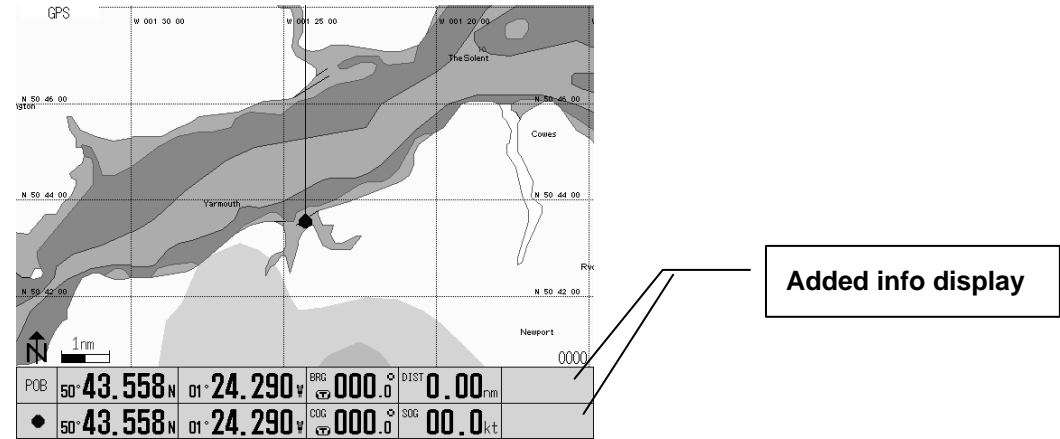 GPS
W 001 30 00
W 001 25 00
W 001 20 00
10
The Solent
N 50 46 00
ngton
N 50 46 00
Cowes
N 50 44 00
N 50 44 00
Yarmouth
Ryd
N 50 42 00
N 50 42 00
Added info display
Newport
N
1nm
0000
POB 50°43.558N 01°24.290W BRG T 000.0° DIST 0.00nm
50°43.558N 01°24.290W COG T 000.0° SOG 00.0kt